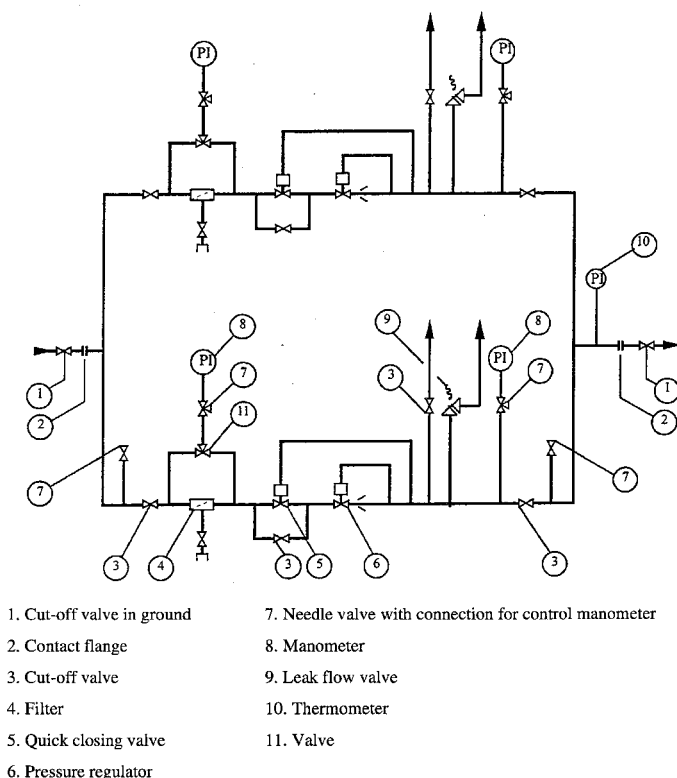 PI
PI
10
PI
9
8
8
PI
PI
1
7
3
7
1
2
11
2
7
7
3
4
3
5
6
3
1. Cut-off valve in ground
2. Contact flange
3. Cut-off valve
4. Filter
5. Quick closing valve
6. Pressure regulator
7. Needle valve with connection for control manometer
8. Manometer
9. Leak flow valve
10. Thermometer
11. Valve